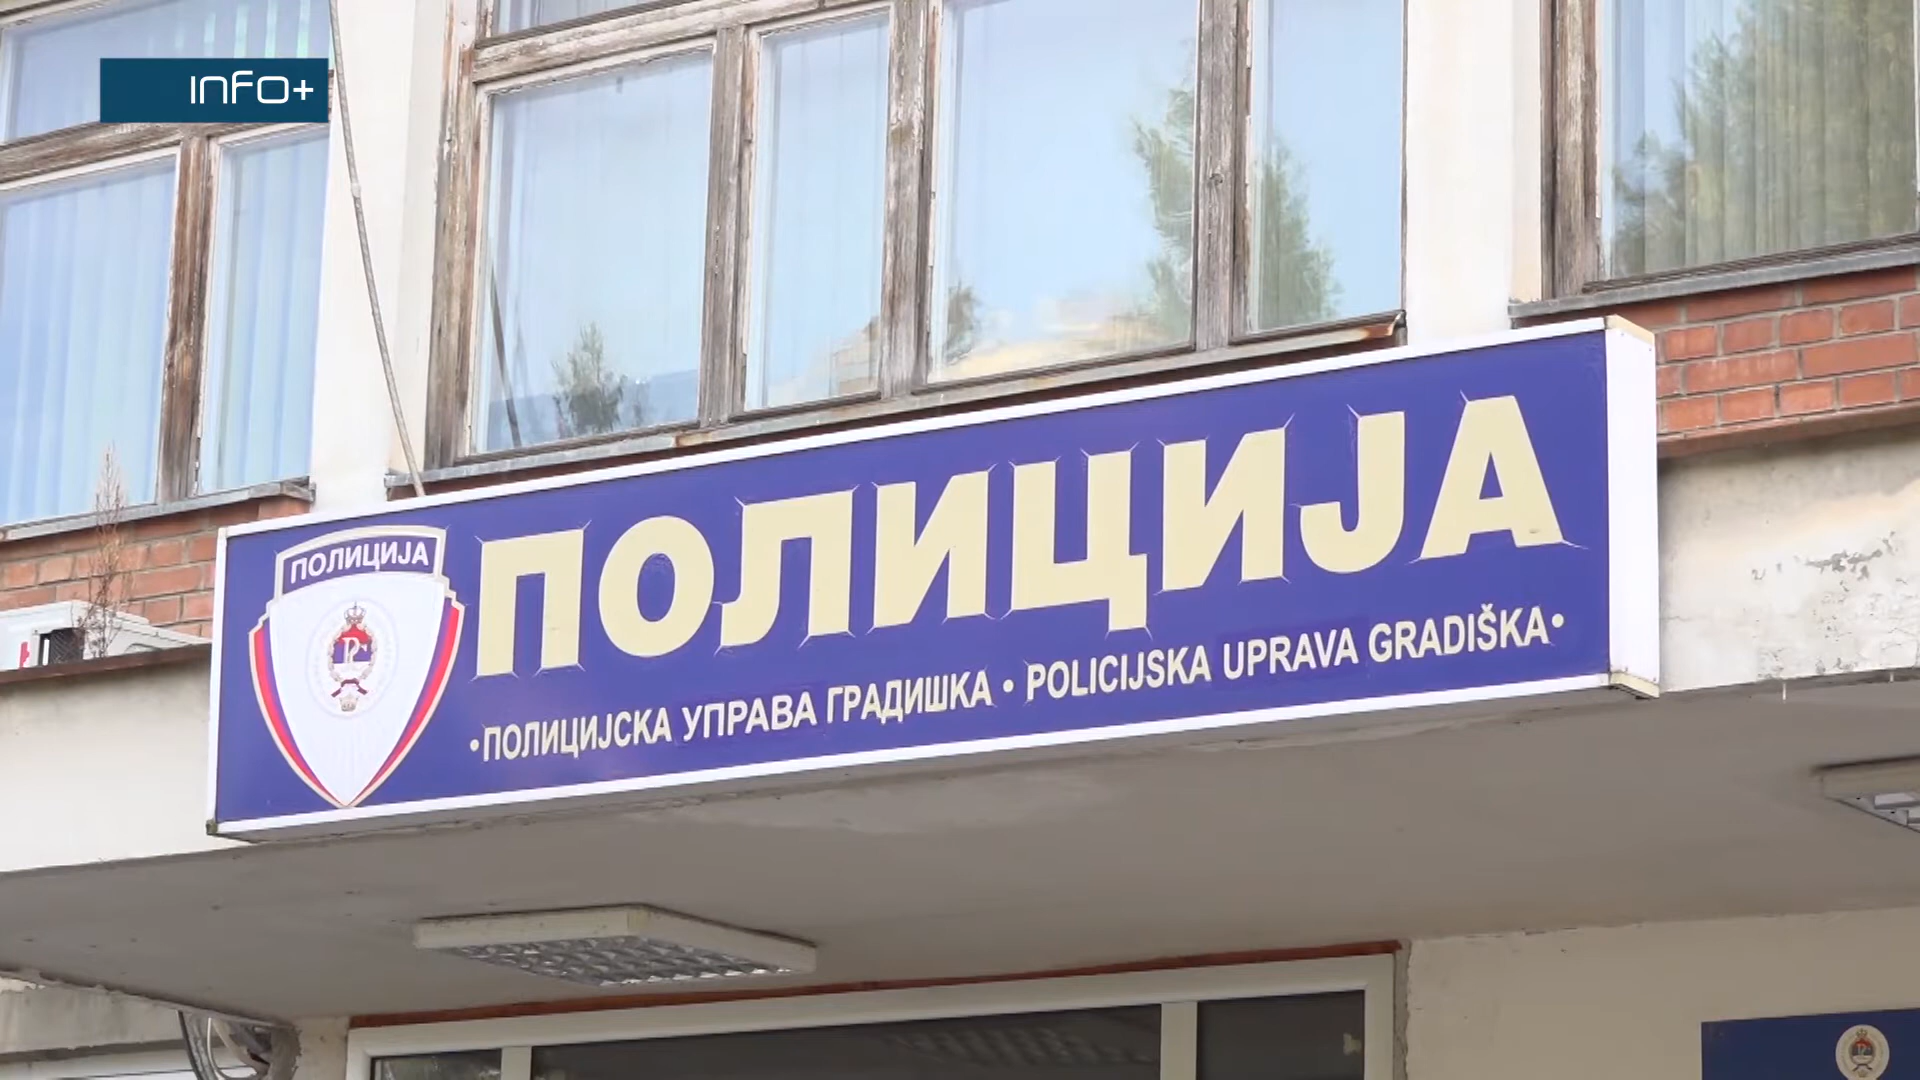 INFO+
ПОЛИЦИЈА
ПОЛИЦИЈА
•ПОЛИЦИЈСКА УПРАВА ГРАДИШКА • POLICIJSKA UPRAVA GRADIŠKA•